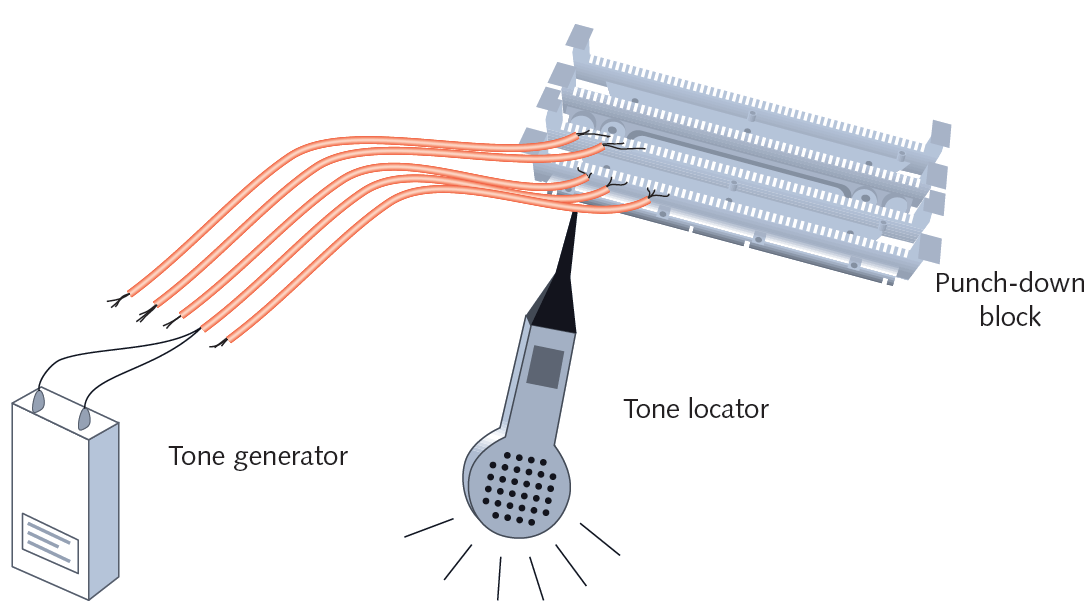 Punch-down
block
Tone locator
Tone generator